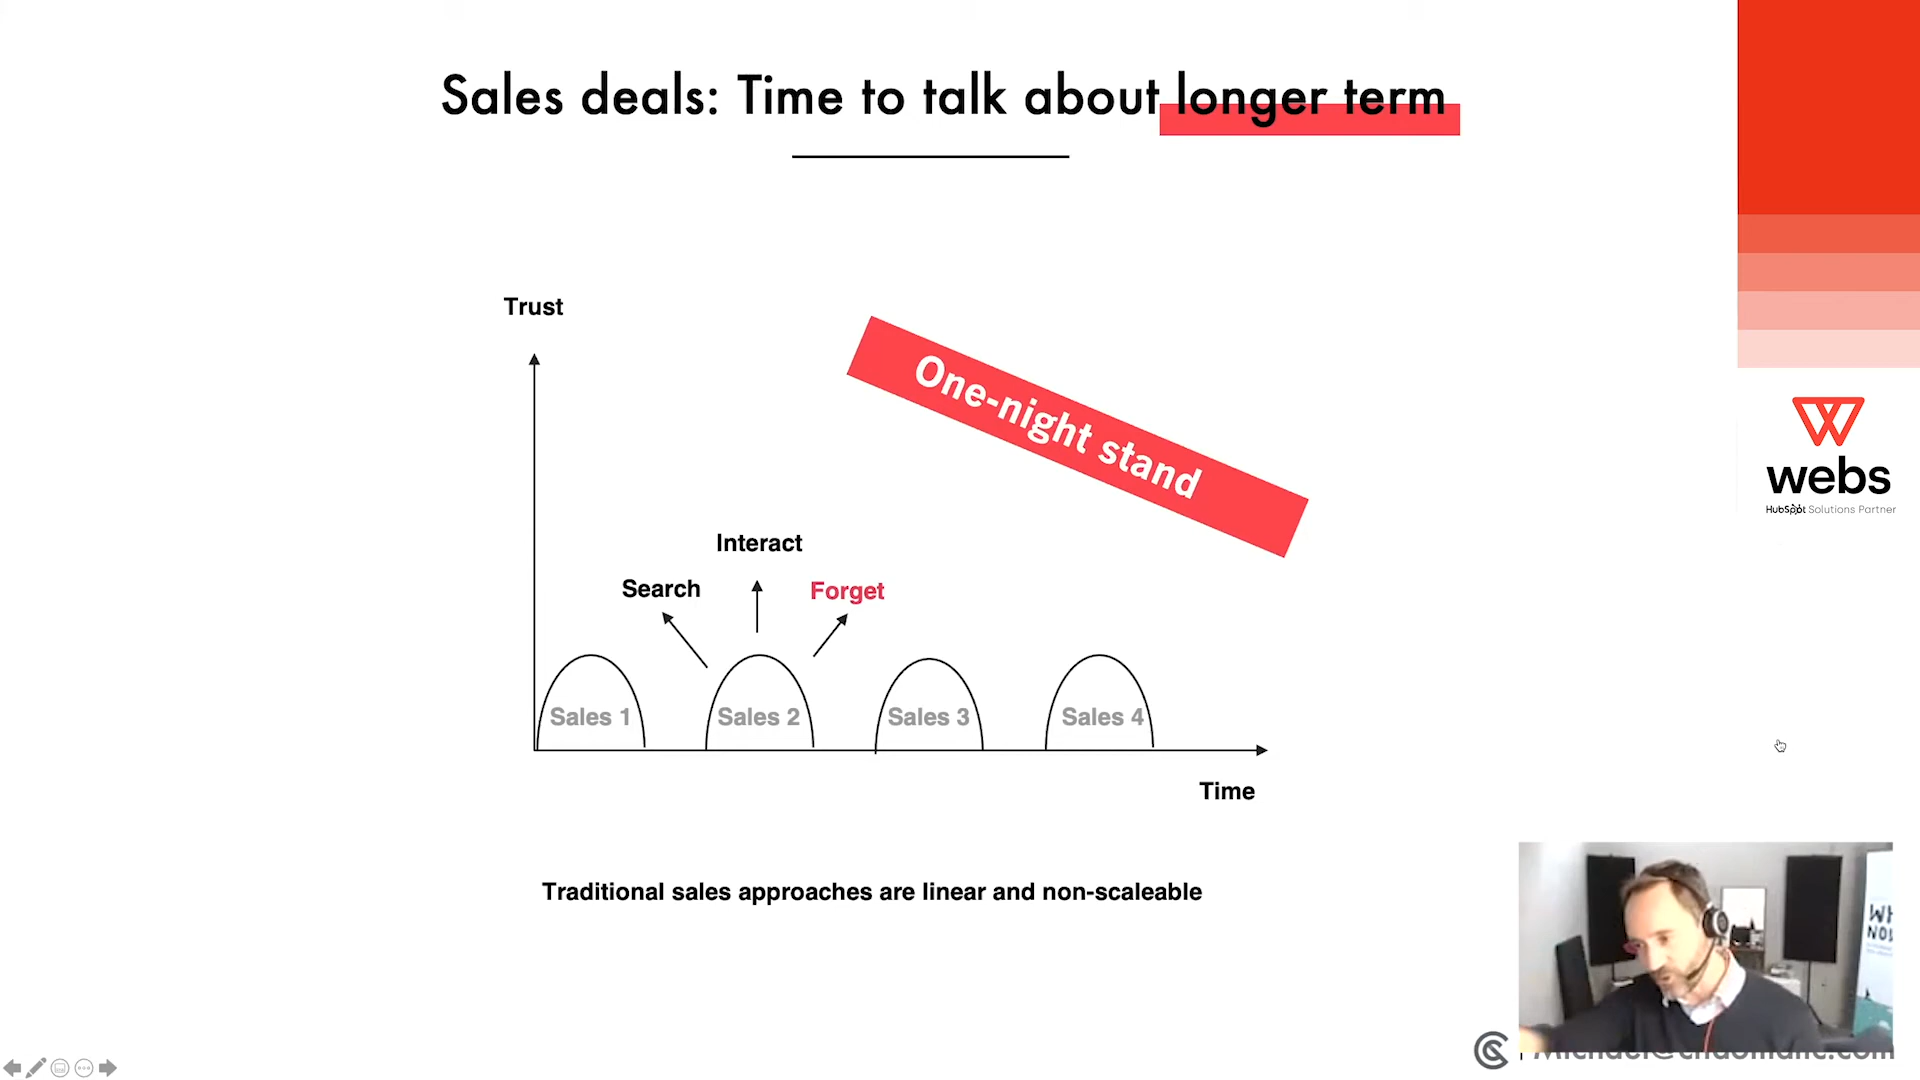 Sales deals: Time to talk about longer term
Trust
One-night stand
webs
HubSpot Solutions Partner
Interact
Search
Forget
Sales 1
Sales 2
Sales 3
Sales 4
Time
Traditional sales approaches are linear and non-scaleable